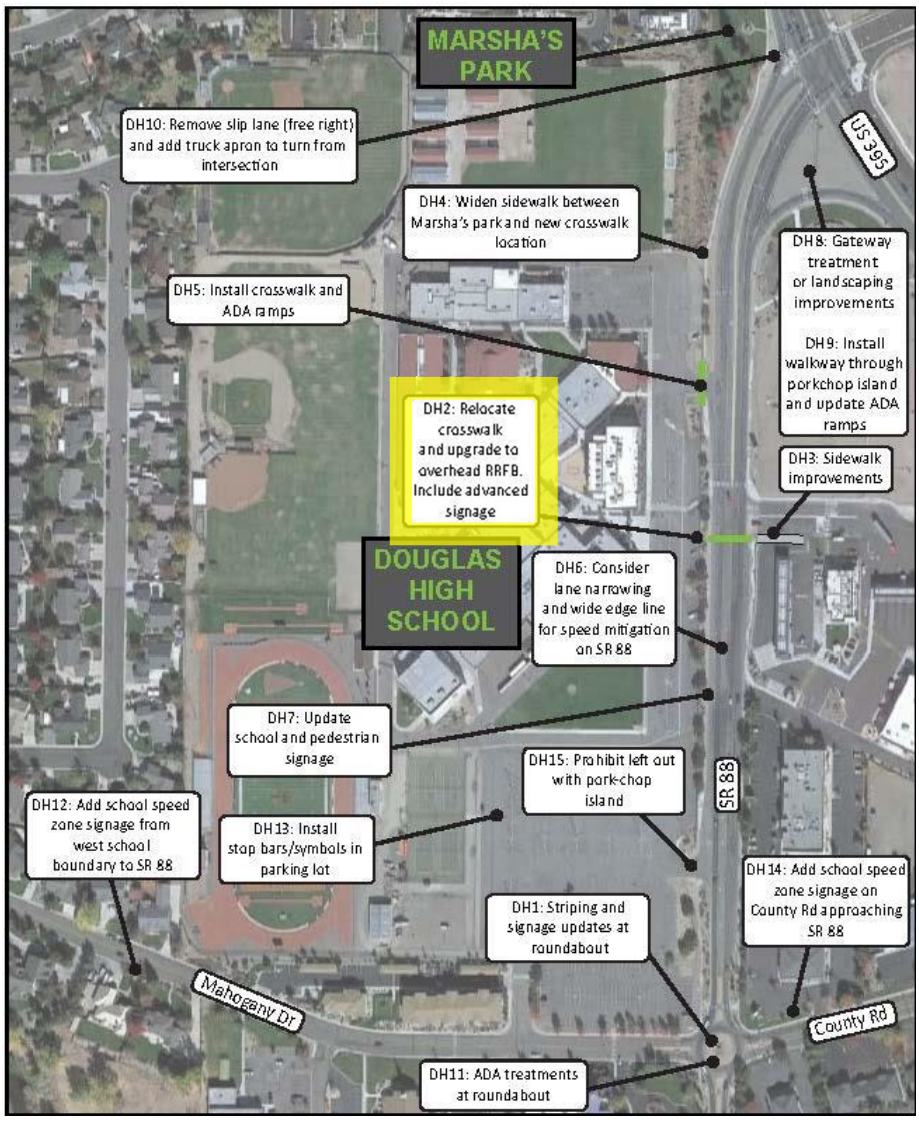 MARSHA'S
PARK
DH10: Remove slip lane (free right)
and add truck apron to turn from
intersection
US 395
DH4: Widen sidewalk between
Marsha's park and new crosswalk
location
DH8: Gateway
treatment
or landscaping
improvements
DH9: Install
walkway through
porkchop island
and update ADA
ramps
DH5: Install crosswalk and
ADA ramps
DH2: Relocate
crosswalk
and upgrade to
overhead RRFB.
Include advanced
signage
DH3: Sidewalk
improvements
DOUGLAS
HIGH
SCHOOL
DH6: Consider
lane narrowing
and wide edge line
for speed mitigation
on SR 88
DH7: Update
school and pedestrian
signage
DH15: Prohibit left out
with pork-chop
island
SR 88
DH12: Add school speed
zone signage from
west school
boundary to SR 88
DH13: Install
stop bars/symbols in
parking lot
DH14: Add school speed
zone signage on
County Rd approaching
SR 88
DH1: Striping and
signage updates at
roundabout
Mahogany Dr
County Rd
DH11: ADA treatments
at roundabout